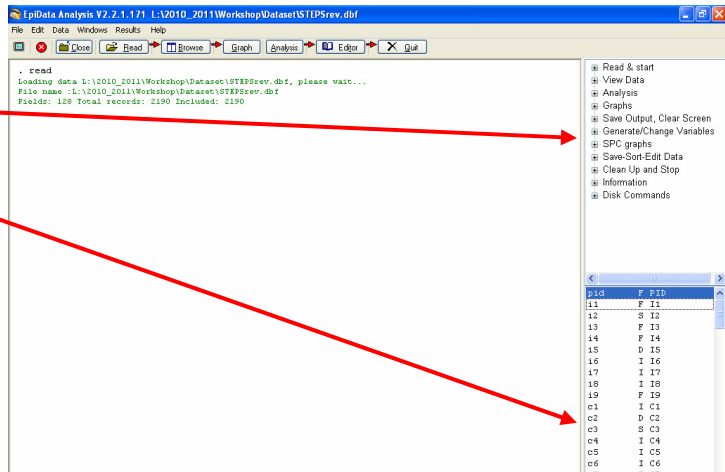 EpiData Analysis V2.2.1.171 L:\2010_2011\Workshop\Dataset\STEPSrev.dbf
File Edit Data Windows Results Help
Close Read Browse Graph Analysis Editor Quit
. read
Loading data L:\2010_2011\Workshop\Dataset\STEPSrev.dbf, please wait...
File name :L:\2010_2011\Workshop\Dataset\STEPSrev.dbf
Fields: 128 Total records: 2190 Included: 2190
Read & start
View Data
Analysis
Graphs
Save Output, Clear Screen
Generate/Change Variables
SPC graphs
Save-Sort-Edit Data
Clean Up and Stop
Information
Disk Commands
pid F PID
i1 F I1
i2 S I2
i3 F I3
i4 F I4
i5 D I5
i6 I I6
i7 I I7
i8 I I8
i9 F I9
c1 I C1
c2 D C2
c3 S C3
c4 I C4
c5 I C5
c6 I C6